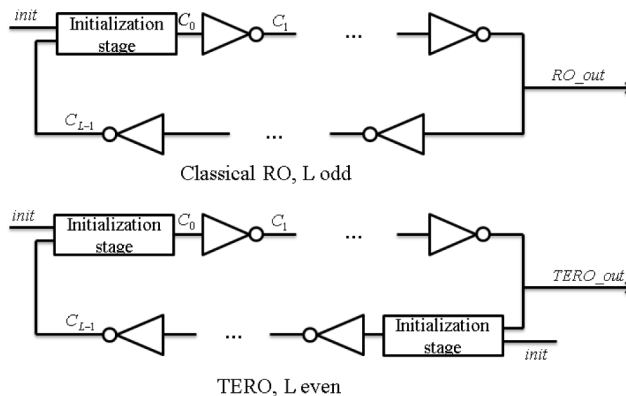 init
Initialization
stage
C0
C1
...
RO_out
CL-1
...
Classical RO, L odd
init
Initialization
stage
C0
C1
...
TERO_out
CL-1
...
Initialization
stage
init
TERO, L even